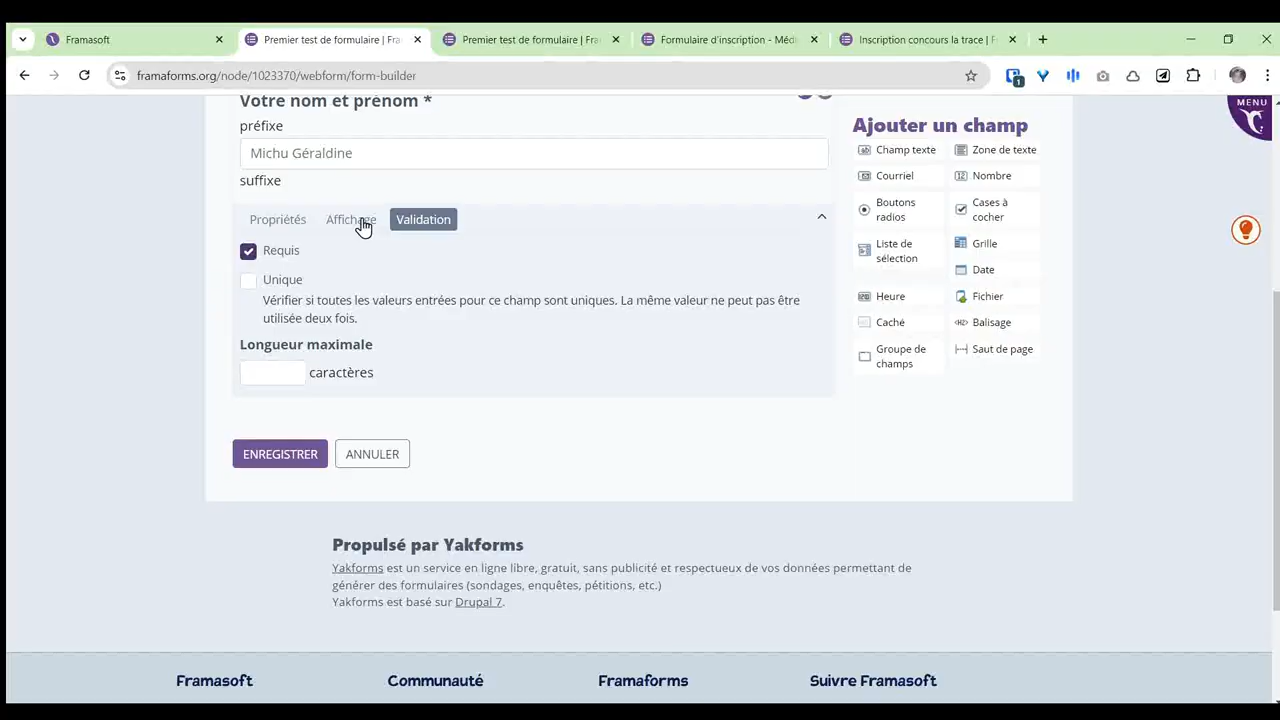 Framasoft
Premier test de formulaire | Fra
Premier test de formulaire | Fra
Formulaire d'inscription - Méd
Inscription concours la trace | F
framaforms.org/node/1023370/webform/form-builder
1
MENU
Votre nom et prénom *
préfixe
Michu Géraldine
suffixe
Propriétés Affichage Validation
Requis
Unique
Vérifier si toutes les valeurs entrées pour ce champ sont uniques. La même valeur ne peut pas être
utilisée deux fois.
Longueur maximale
caractères
ENREGISTRER ANNULER
Ajouter un champ
Champ texte
Zone de texte
Courriel
Nombre
Boutons
radios
Cases à
cocher
Liste de
sélection
Grille
Date
Heure
Fichier
Caché
Balisage
Groupe de
champs
Saut de page
Propulsé par Yakforms
Yakforms est un service en ligne libre, gratuit, sans publicité et respectueux de vos données permettant de
générer des formulaires (sondages, enquêtes, pétitions, etc.)
Yakforms est basé sur Drupal 7.
Framasoft Communauté Framaforms Suivre Framasoft